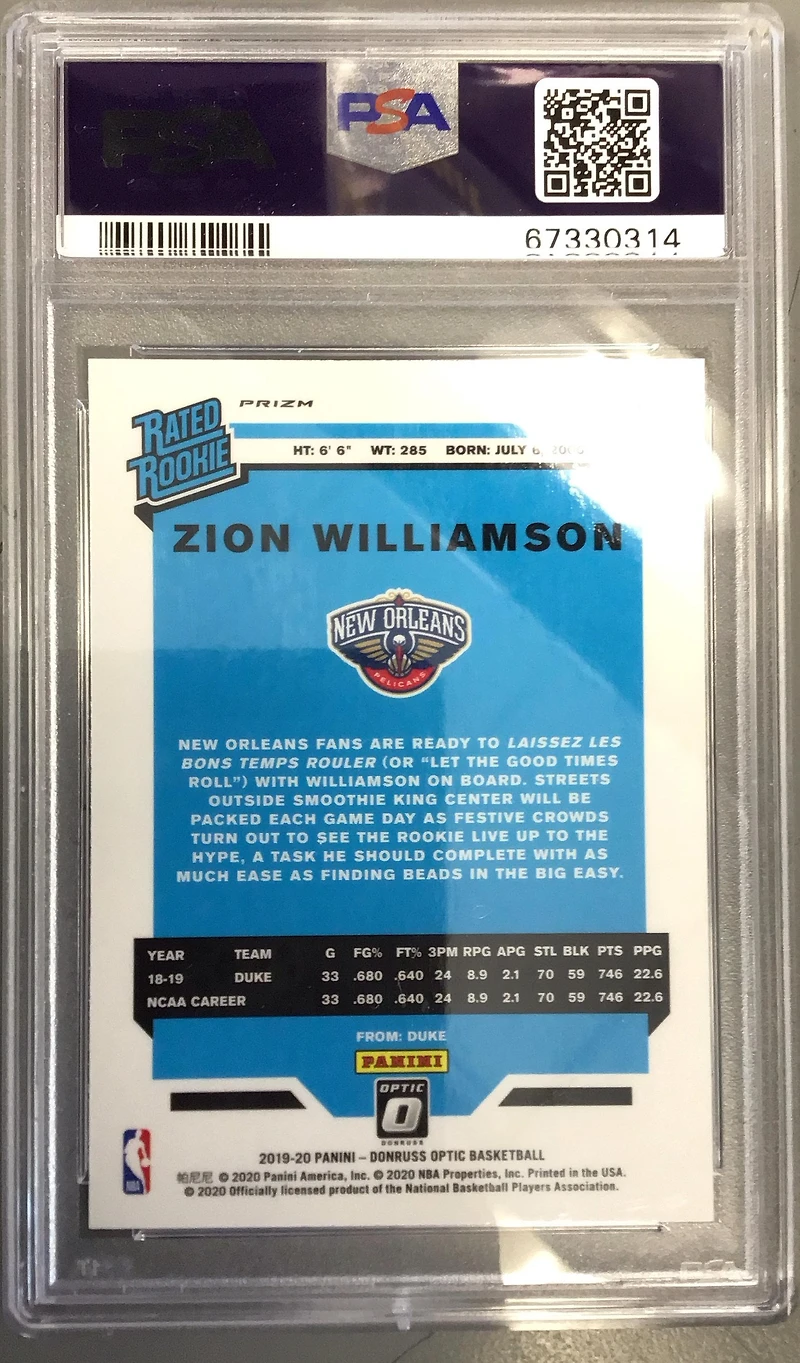 PSA
PSA
67330314
RATED
ROOKIE
PRIZM
HT: 6' 6" WT: 285 BORN: JULY 6, 2000
ZION WILLIAMSON
NEW ORLEANS
PELICANS
NEW ORLEANS FANS ARE READY TO LAISSEZ LES
BONS TEMPS ROULER (OR “LET THE GOOD TIMES
ROLL”) WITH WILLIAMSON ON BOARD. STREETS
OUTSIDE SMOOTHIE KING CENTER WILL BE
PACKED EACH GAME DAY AS FESTIVE CROWDS
TURN OUT TO SEE THE ROOKIE LIVE UP TO THE
HYPE, A TASK HE SHOULD COMPLETE WITH AS
MUCH EASE AS FINDING BEADS IN THE BIG EASY.
YEAR TEAM G FG% FT% 3PM RPG APG STL BLK PTS PPG
18-19 DUKE 33 .680 .640 24 8.9 2.1 70 59 746 22.6
NCAA CAREER 33 .680 .640 24 8.9 2.1 70 59 746 22.6
FROM: DUKE
PANINI
OPTIC
O
DONRUSS
2019-20 PANINI – DONRUSS OPTIC BASKETBALL
帕尼尼 © 2020 Panini America, Inc. © 2020 NBA Properties, Inc. Printed in the USA.
© 2020 Officially licensed product of the National Basketball Players Association.
NBA